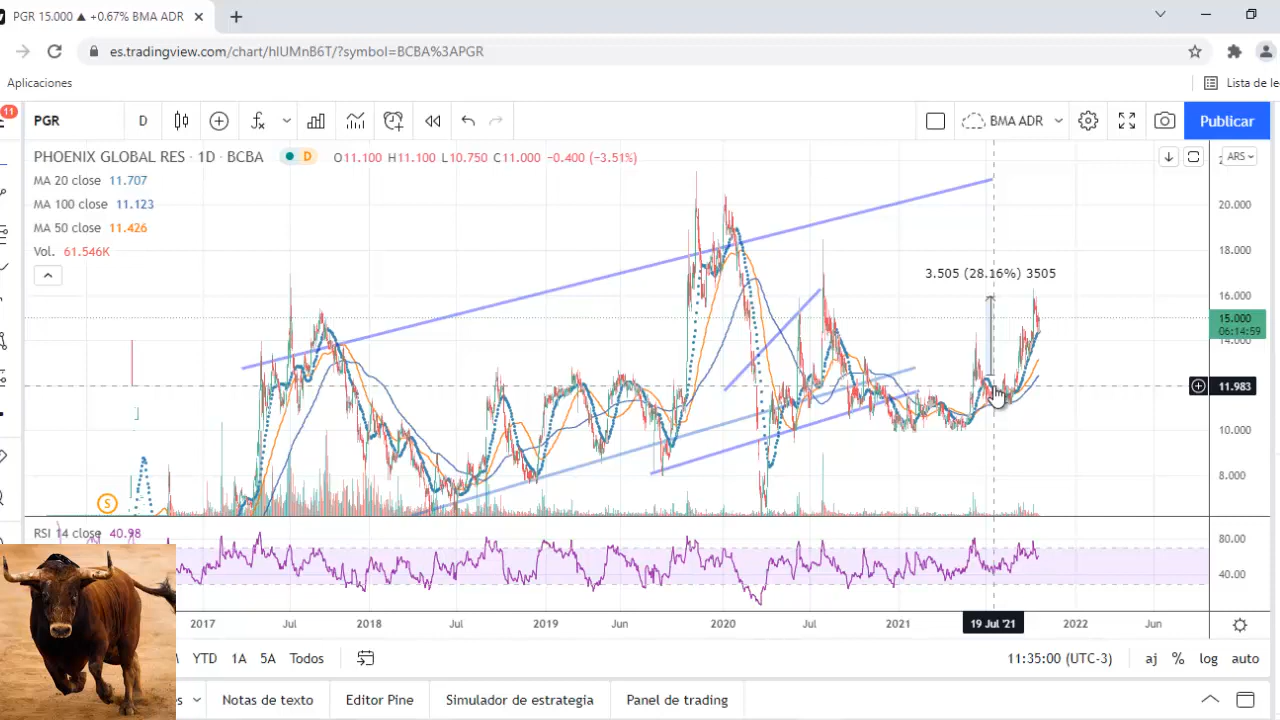 PGR 15.000 ▲ +0.67% BMA ADR
es.tradingview.com/chart/hlUMnB6T/?symbol=BCBA%3APGR
Aplicaciones
Lista de le
11
PGR D
BMA ADR
Publicar
PHOENIX GLOBAL RES · 1D · BCBA D O11.100 H11.100 L10.750 C11.000 −0.400 (−3.51%)
ARS
MA 20 close 11.707
MA 100 close 11.123
MA 50 close 11.426
Vol. 61.546K
20.000
18.000
3.505 (28.16%) 3505
16.000
15.000
06:14:59
14.000
11.983
10.000
8.000
S
RSI 14 close 40.98
80.00
40.00
2017 Jul 2018 Jul 2019 Jun 2020 Jul 2021 19 Jul '21 2022 Jun
YTD 1A 5A Todos
11:35:00 (UTC-3) aj % log auto
Notas de texto Editor Pine Simulador de estrategia Panel de trading